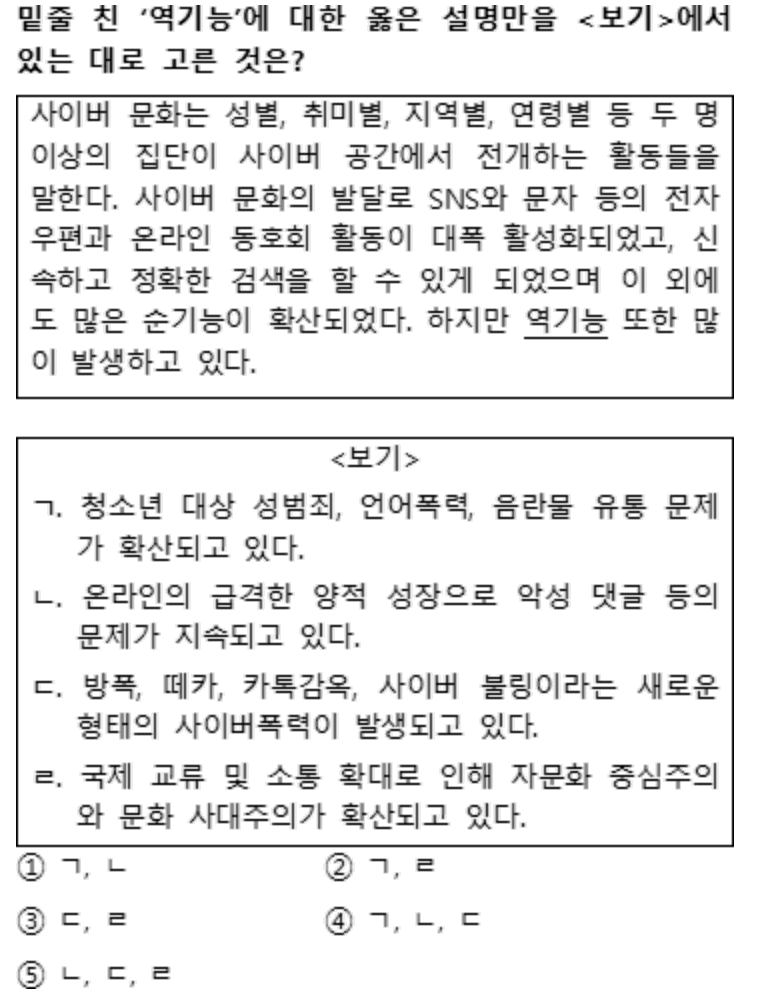 밑줄 친 ‘역기능’에 대한 옳은 설명만을 <보기>에서
있는 대로 고른 것은?
사이버 문화는 성별, 취미별, 지역별, 연령별 등 두 명
이상의 집단이 사이버 공간에서 전개하는 활동들을
말한다. 사이버 문화의 발달로 SNS와 문자 등의 전자
우편과 온라인 동호회 활동이 대폭 활성화되었고, 신
속하고 정확한 검색을 할 수 있게 되었으며 이 외에
도 많은 순기능이 확산되었다. 하지만 역기능 또한 많
이 발생하고 있다.
<보기>
ㄱ. 청소년 대상 성범죄, 언어폭력, 음란물 유통 문제
가 확산되고 있다.
ㄴ. 온라인의 급격한 양적 성장으로 악성 댓글 등의
문제가 지속되고 있다.
ㄷ. 방폭, 떼카, 카톡감옥, 사이버 불링이라는 새로운
형태의 사이버폭력이 발생되고 있다.
ㄹ. 국제 교류 및 소통 확대로 인해 자문화 중심주의
와 문화 사대주의가 확산되고 있다.
① ㄱ, ㄴ ② ㄱ, ㄹ
③ ㄷ, ㄹ ④ ㄱ, ㄴ, ㄷ
⑤ ㄴ, ㄷ, ㄹ